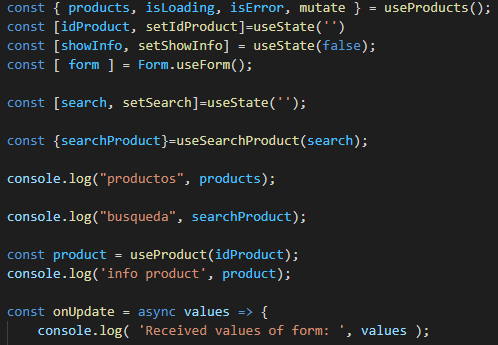 const { products, isLoading, isError, mutate } = useProducts();
const [idProduct, setIdProduct]=useState('')
const [showInfo, setShowInfo] = useState(false);
const [ form ] = Form.useForm();
const [search, setSearch]=useState('');
const {searchProduct}=useSearchProduct(search);
console.log("productos", products);
console.log("busqueda", searchProduct);
const product = useProduct(idProduct);
console.log('info product', product);
const onUpdate = async values => {
console.log( 'Received values of form: ', values );